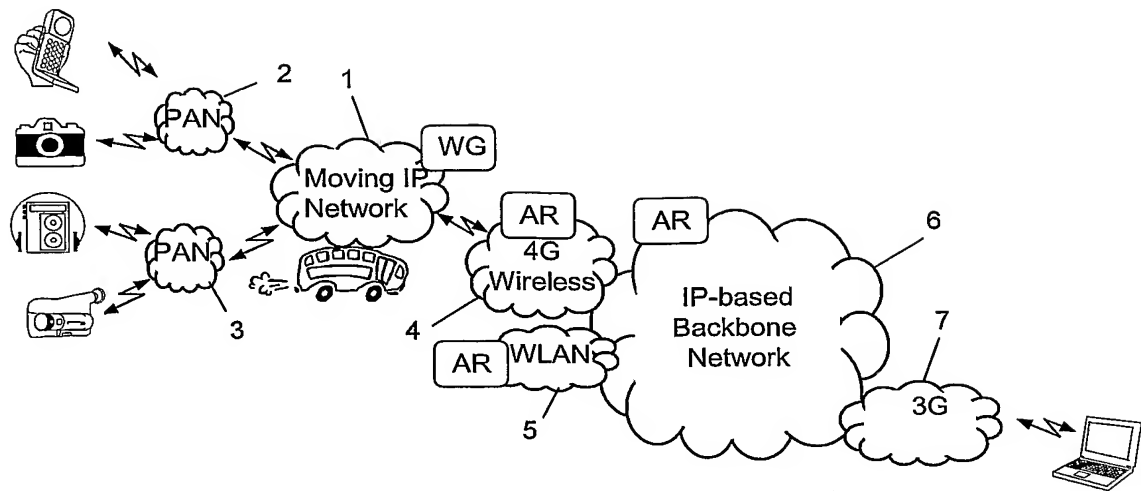 2
1
PAN
WG
Moving IP
Network
AR
AR
6
4G
Wireless
PAN
IP-based
Backbone
Network
3
4
7
AR
WLAN
3G
5